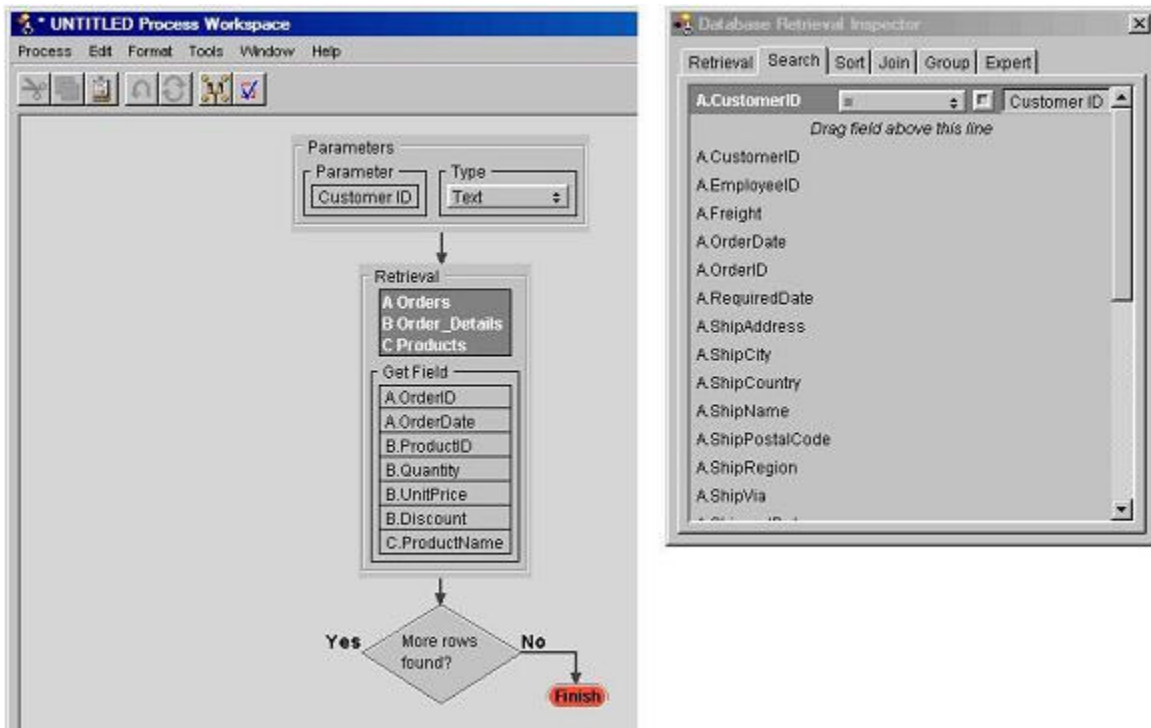 * UNTITLED Process Workspace
Process Edit Format Tools Window Help
Parameters
Parameter
Type
Customer ID
Text
Retrieval
A Orders
B Order_Details
C Products
Get Field
A.OrderID
A.OrderDate
B.ProductID
B.Quantity
B.UnitPrice
B.Discount
C.ProductName
Yes
More rows
found?
No
Finish
Database Retrieval Inspector
Retrieval Search Sort Join Group Expert
A.CustomerID = Customer ID
Drag field above this line
A.CustomerID
A.EmployeeID
A.Freight
A.OrderDate
A.OrderID
A.RequiredDate
A.ShipAddress
A.ShipCity
A.ShipCountry
A.ShipName
A.ShipPostalCode
A.ShipRegion
A.ShipVia